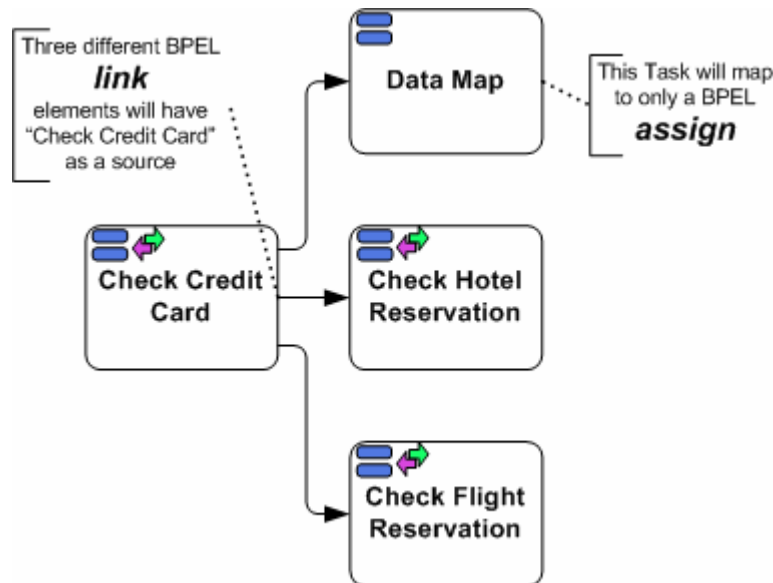 Three different BPEL
link
elements will have
“Check Credit Card”
as a source
Data Map
This Task will map
to only a BPEL
assign
Check Credit
Card
Check Hotel
Reservation
Check Flight
Reservation